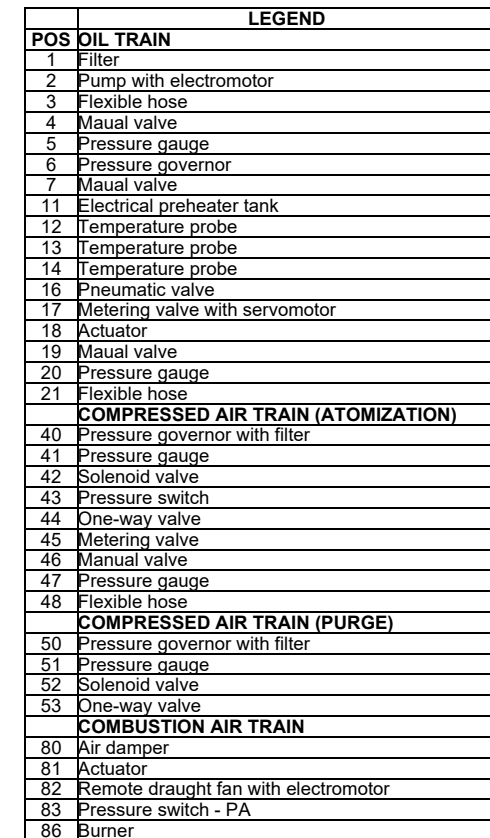 LEGEND
POS OIL TRAIN
1 Filter
2 Pump with electromotor
3 Flexible hose
4 Maual valve
5 Pressure gauge
6 Pressure governor
7 Maual valve
11 Electrical preheater tank
12 Temperature probe
13 Temperature probe
14 Temperature probe
16 Pneumatic valve
17 Metering valve with servomotor
18 Actuator
19 Maual valve
20 Pressure gauge
21 Flexible hose
COMPRESSED AIR TRAIN (ATOMIZATION)
40 Pressure governor with filter
41 Pressure gauge
42 Solenoid valve
43 Pressure switch
44 One-way valve
45 Metering valve
46 Manual valve
47 Pressure gauge
48 Flexible hose
COMPRESSED AIR TRAIN (PURGE)
50 Pressure governor with filter
51 Pressure gauge
52 Solenoid valve
53 One-way valve
COMBUSTION AIR TRAIN
80 Air damper
81 Actuator
82 Remote draught fan with electromotor
83 Pressure switch - PA
86 Burner